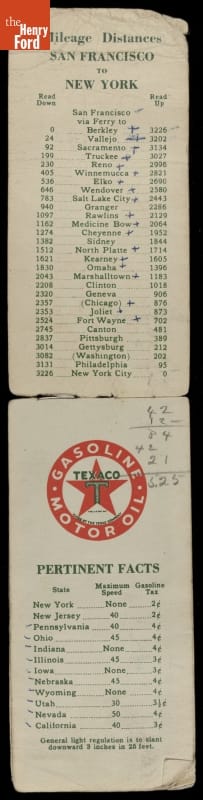 The
Henry
Ford
Mileage Distances
SAN FRANCISCO
TO
NEW YORK
Read Down Read Up
San Francisco
via Ferry to
0 Berkley 3226
24 Vallejo 3202
92 Sacramento 3134
199 Truckee 3027
230 Reno 2996
405 Winnemucca 2821
536 Elko 2690
646 Wendover 2580
783 Salt Lake City 2443
940 Granger 2286
1097 Rawlins 2129
1162 Medicine Bow 2064
1274 Cheyenne 1952
1382 Sidney 1844
1512 North Platte 1714
1621 Kearney 1605
1830 Omaha 1396
2043 Marshalltown 1183
2208 Clinton 1018
2320 Geneva 906
2357 (Chicago) 876
2353 Joliet 873
2524 Fort Wayne 702
2745 Canton 481
2837 Pittsburgh 389
3014 Gettysburg 212
3082 (Washington) 202
3131 Philadelphia 95
3226 New York City 0
42
12
84
42
21
5.25
GASOLINE
TEXACO
T
MOTOR OIL
PERTINENT FACTS
State Maximum Speed Gasoline Tax
New York None 2¢
New Jersey 40 2¢
Pennsylvania 40 4¢
Ohio 45 4¢
Indiana None 4¢
Illinois 45 3¢
Iowa None 3¢
Nebraska 45 4¢
Wyoming None 4¢
Utah 30 3½¢
Nevada 50 4¢
California 40 3¢
General light regulation is to slant
downward 3 inches in 25 feet.